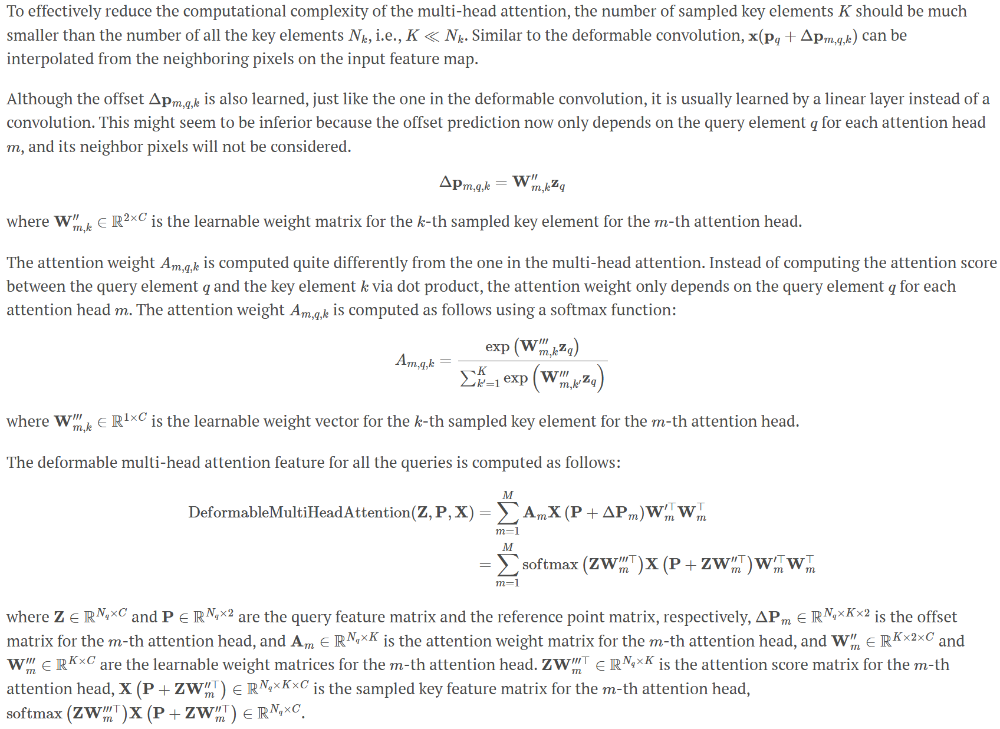 To effectively reduce the computational complexity of the multi-head attention, the number of sampled key elements $K$ should be much
smaller than the number of all the key elements $N_k$, i.e., $K \ll N_k$. Similar to the deformable convolution, $\mathbf{x}(\mathbf{p}_q + \Delta\mathbf{p}_{m,q,k})$ can be
interpolated from the neighboring pixels on the input feature map.
Although the offset $\Delta\mathbf{p}_{m,q,k}$ is also learned, just like the one in the deformable convolution, it is usually learned by a linear layer instead of a
convolution. This might seem to be inferior because the offset prediction now only depends on the query element $q$ for each attention head
$m$, and its neighbor pixels will not be considered.
$$\Delta\mathbf{p}_{m,q,k} = \mathbf{W}''_{m,k}\mathbf{z}_q$$
where $\mathbf{W}''_{m,k} \in \mathbb{R}^{2 \times C}$ is the learnable weight matrix for the $k$-th sampled key element for the $m$-th attention head.
The attention weight $A_{m,q,k}$ is computed quite differently from the one in the multi-head attention. Instead of computing the attention score
between the query element $q$ and the key element $k$ via dot product, the attention weight only depends on the query element $q$ for each
attention head $m$. The attention weight $A_{m,q,k}$ is computed as follows using a softmax function:
$$A_{m,q,k} = \frac{\exp\left(\mathbf{W}'''_{m,k}\mathbf{z}_q\right)}{\sum_{k'=1}^{K} \exp\left(\mathbf{W}'''_{m,k'}\mathbf{z}_q\right)}$$
where $\mathbf{W}'''_{m,k} \in \mathbb{R}^{1 \times C}$ is the learnable weight vector for the $k$-th sampled key element for the $m$-th attention head.
The deformable multi-head attention feature for all the queries is computed as follows:
$$\text{DeformableMultiHeadAttention}(\mathbf{Z}, \mathbf{P}, \mathbf{X}) = \sum_{m=1}^{M} \mathbf{A}_m \mathbf{X}\left(\mathbf{P} + \Delta\mathbf{P}_m\right)\mathbf{W}'^{\top}_m \mathbf{W}^{\top}_m$$
$$= \sum_{m=1}^{M} \text{softmax}\left(\mathbf{Z}\mathbf{W}'''^{\top}_m\right)\mathbf{X}\left(\mathbf{P} + \mathbf{Z}\mathbf{W}''^{\top}_m\right)\mathbf{W}'^{\top}_m \mathbf{W}^{\top}_m$$
where $\mathbf{Z} \in \mathbb{R}^{N_q \times C}$ and $\mathbf{P} \in \mathbb{R}^{N_q \times 2}$ are the query feature matrix and the reference point matrix, respectively, $\Delta\mathbf{P}_m \in \mathbb{R}^{N_q \times K \times 2}$ is the offset
matrix for the $m$-th attention head, and $\mathbf{A}_m \in \mathbb{R}^{N_q \times K}$ is the attention weight matrix for the $m$-th attention head, and $\mathbf{W}''_m \in \mathbb{R}^{K \times 2 \times C}$ and
$\mathbf{W}'''_m \in \mathbb{R}^{K \times C}$ are the learnable weight matrices for the $m$-th attention head. $\mathbf{Z}\mathbf{W}'''^{\top}_m \in \mathbb{R}^{N_q \times K}$ is the attention score matrix for the $m$-th
attention head, $\mathbf{X}\left(\mathbf{P} + \mathbf{Z}\mathbf{W}''^{\top}_m\right) \in \mathbb{R}^{N_q \times K \times C}$ is the sampled key feature matrix for the $m$-th attention head,
$\text{softmax}\left(\mathbf{Z}\mathbf{W}'''^{\top}_m\right)\mathbf{X}\left(\mathbf{P} + \mathbf{Z}\mathbf{W}''^{\top}_m\right) \in \mathbb{R}^{N_q \times C}$.